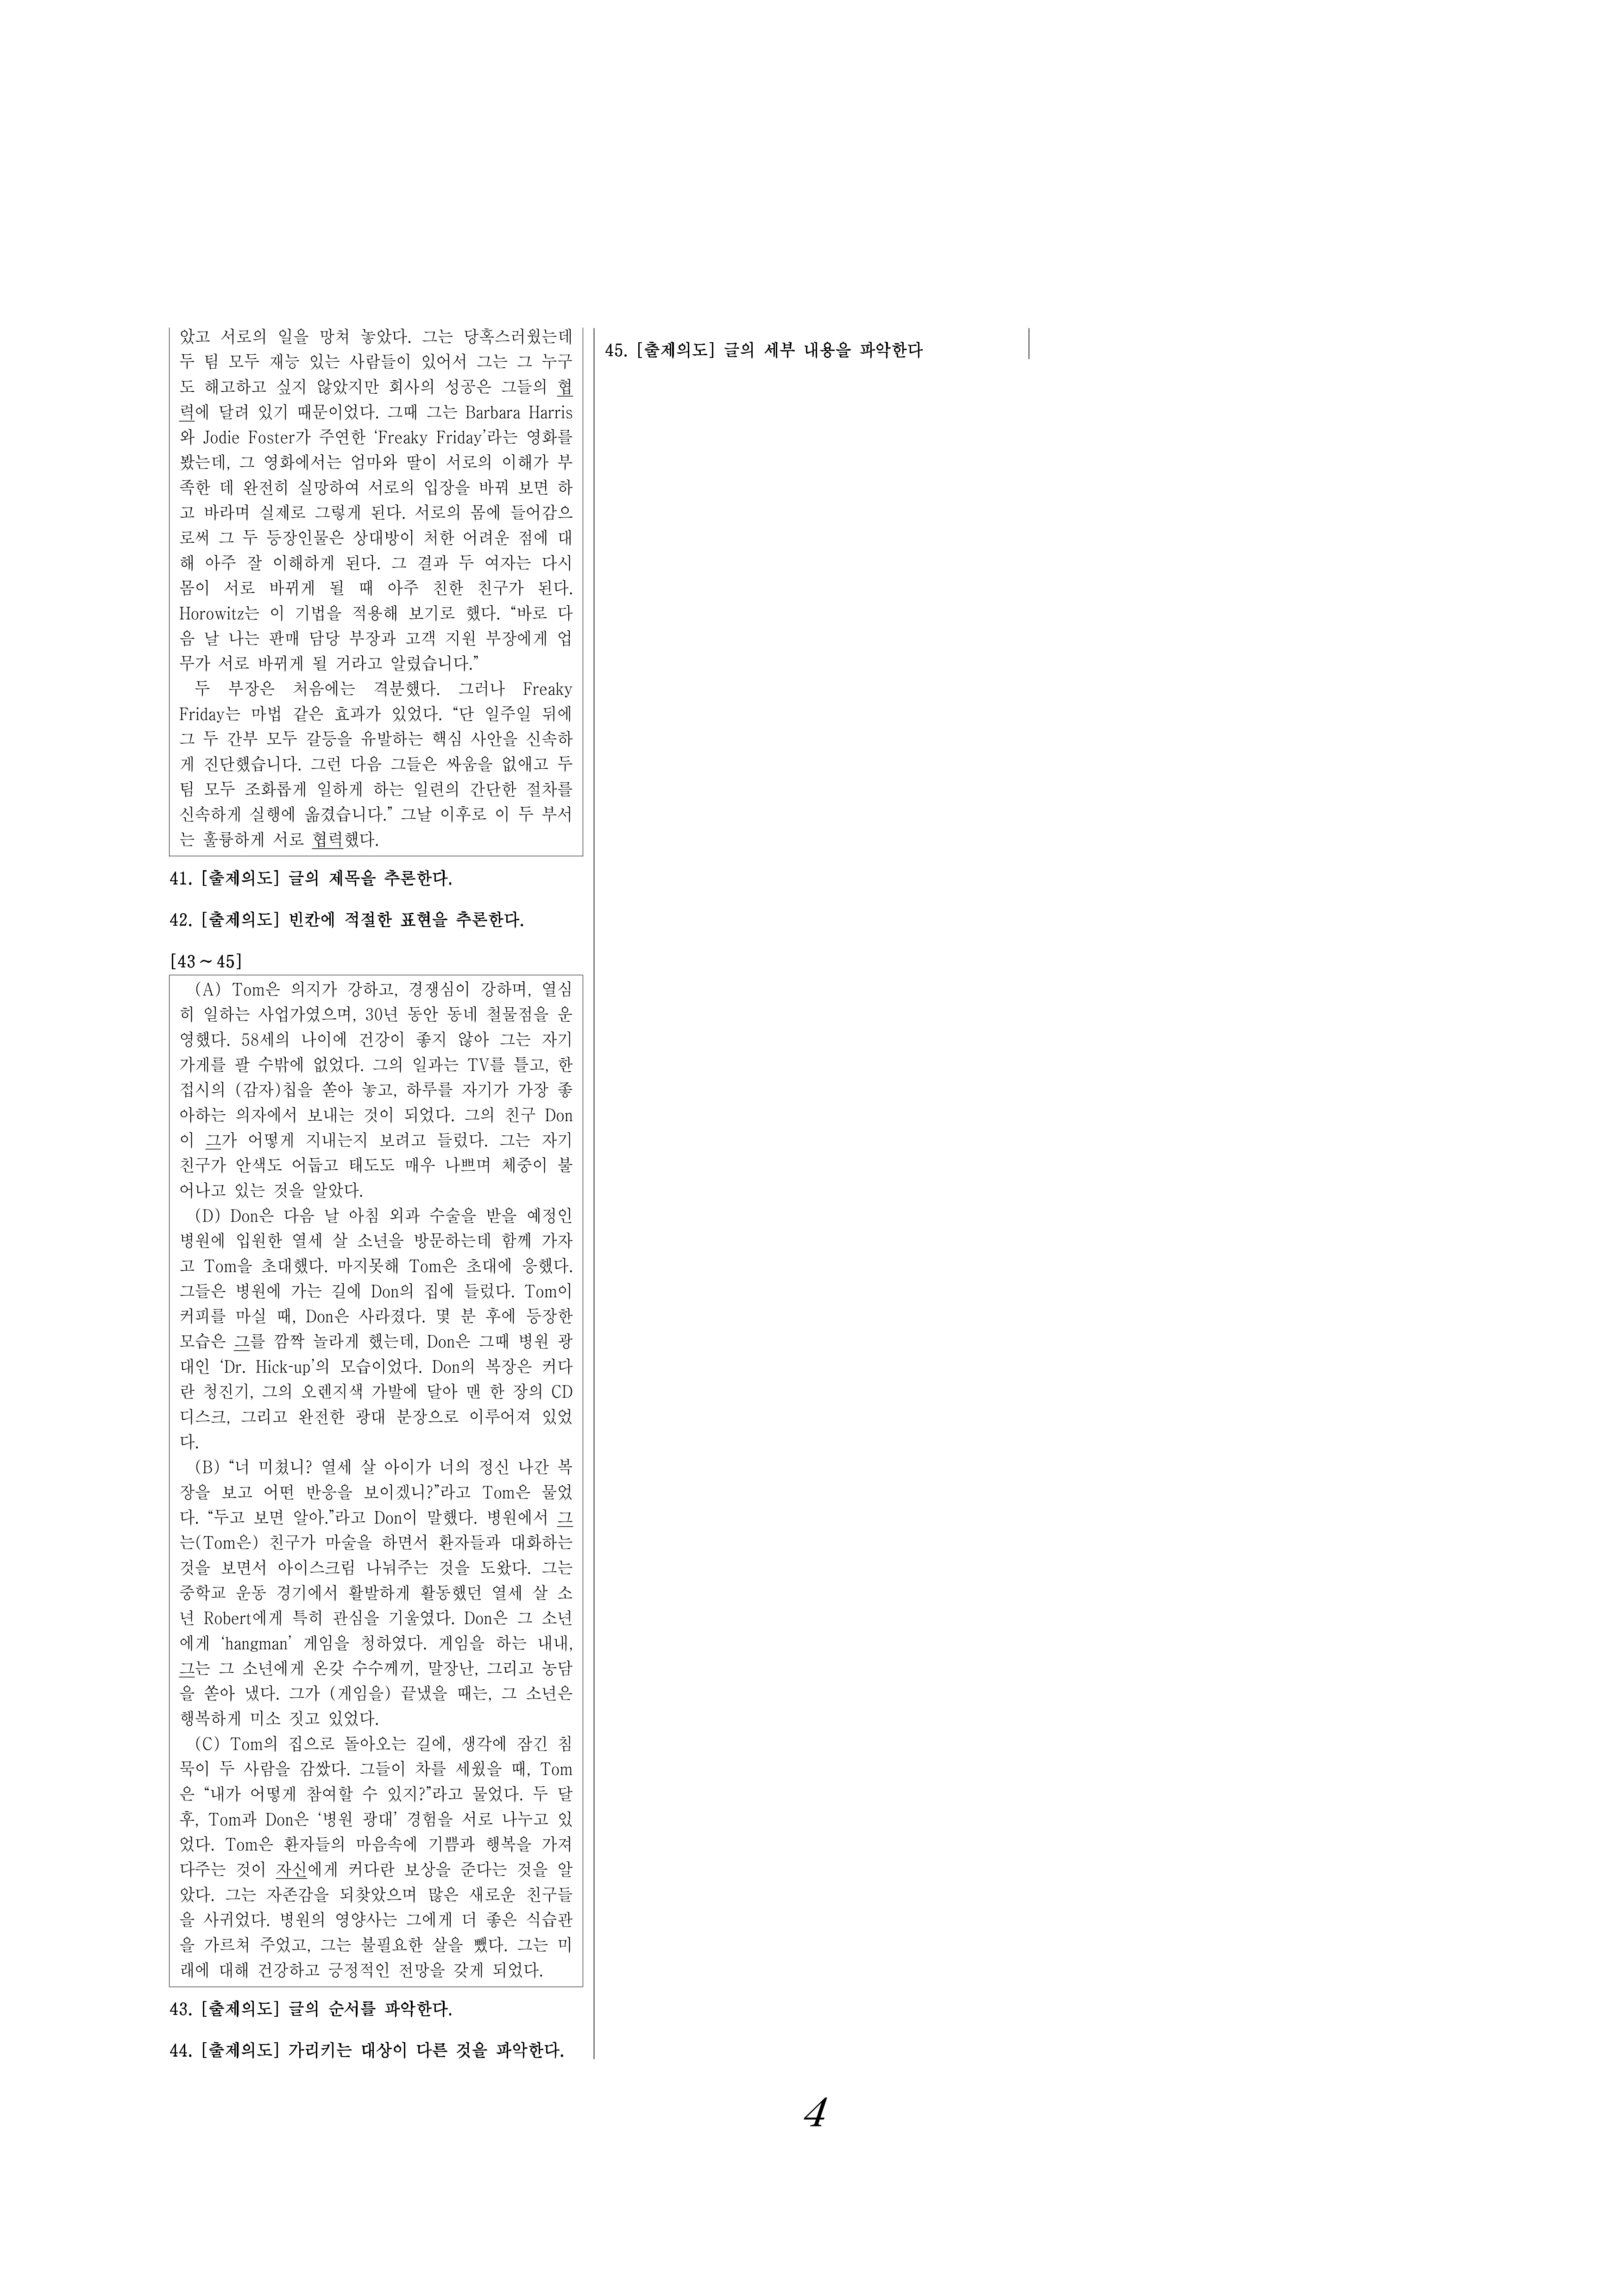 았고 서로의 일을 망쳐 놓았다. 그는 당혹스러웠는데
두 팀 모두 재능 있는 사람들이 있어서 그는 그 누구
도 해고하고 싶지 않았지만 회사의 성공은 그들의 협
력에 달려 있기 때문이었다. 그때 그는 Barbara Harris
와 Jodie Foster가 주연한 ‘Freaky Friday’라는 영화를
봤는데, 그 영화에서는 엄마와 딸이 서로의 이해가 부
족한 데 완전히 실망하여 서로의 입장을 바꿔 보면 하
고 바라며 실제로 그렇게 된다. 서로의 몸에 들어감으
로써 그 두 등장인물은 상대방이 처한 어려운 점에 대
해 아주 잘 이해하게 된다. 그 결과 두 여자는 다시
몸이 서로 바뀌게 될 때 아주 친한 친구가 된다.
Horowitz는 이 기법을 적용해 보기로 했다. “바로 다
음 날 나는 판매 담당 부장과 고객 지원 부장에게 업
무가 서로 바뀌게 될 거라고 알렸습니다.”
두 부장은 처음에는 격분했다. 그러나 Freaky
Friday는 마법 같은 효과가 있었다. “단 일주일 뒤에
그 두 간부 모두 갈등을 유발하는 핵심 사안을 신속하
게 진단했습니다. 그런 다음 그들은 싸움을 없애고 두
팀 모두 조화롭게 일하게 하는 일련의 간단한 절차를
신속하게 실행에 옮겼습니다.” 그날 이후로 이 두 부서
는 훌륭하게 서로 협력했다.
41. [출제의도] 글의 제목을 추론한다.
42. [출제의도] 빈칸에 적절한 표현을 추론한다.
[43～45]
(A) Tom은 의지가 강하고, 경쟁심이 강하며, 열심
히 일하는 사업가였으며, 30년 동안 동네 철물점을 운
영했다. 58세의 나이에 건강이 좋지 않아 그는 자기
가게를 팔 수밖에 없었다. 그의 일과는 TV를 틀고, 한
접시의 (감자)칩을 쏟아 놓고, 하루를 자기가 가장 좋
아하는 의자에서 보내는 것이 되었다. 그의 친구 Don
이 그가 어떻게 지내는지 보려고 들렀다. 그는 자기
친구가 안색도 어둡고 태도도 매우 나쁘며 체중이 불
어나고 있는 것을 알았다.
(D) Don은 다음 날 아침 외과 수술을 받을 예정인
병원에 입원한 열세 살 소년을 방문하는데 함께 가자
고 Tom을 초대했다. 마지못해 Tom은 초대에 응했다.
그들은 병원에 가는 길에 Don의 집에 들렀다. Tom이
커피를 마실 때, Don은 사라졌다. 몇 분 후에 등장한
모습은 그를 깜짝 놀라게 했는데, Don은 그때 병원 광
대인 ‘Dr. Hick-up’의 모습이었다. Don의 복장은 커다
란 청진기, 그의 오렌지색 가발에 달아 맨 한 장의 CD
디스크, 그리고 완전한 광대 분장으로 이루어져 있었
다.
(B) “너 미쳤니? 열세 살 아이가 너의 정신 나간 복
장을 보고 어떤 반응을 보이겠니?”라고 Tom은 물었
다. “두고 보면 알아.”라고 Don이 말했다. 병원에서 그
는(Tom은) 친구가 마술을 하면서 환자들과 대화하는
것을 보면서 아이스크림 나눠주는 것을 도왔다. 그는
중학교 운동 경기에서 활발하게 활동했던 열세 살 소
년 Robert에게 특히 관심을 기울였다. Don은 그 소년
에게 ‘hangman’ 게임을 청하였다. 게임을 하는 내내,
그는 그 소년에게 온갖 수수께끼, 말장난, 그리고 농담
을 쏟아 냈다. 그가 (게임을) 끝냈을 때는, 그 소년은
행복하게 미소 짓고 있었다.
(C) Tom의 집으로 돌아오는 길에, 생각에 잠긴 침
묵이 두 사람을 감쌌다. 그들이 차를 세웠을 때, Tom
은 “내가 어떻게 참여할 수 있지?”라고 물었다. 두 달
후, Tom과 Don은 ‘병원 광대’ 경험을 서로 나누고 있
었다. Tom은 환자들의 마음속에 기쁨과 행복을 가져
다주는 것이 자신에게 커다란 보상을 준다는 것을 알
았다. 그는 자존감을 되찾았으며 많은 새로운 친구들
을 사귀었다. 병원의 영양사는 그에게 더 좋은 식습관
을 가르쳐 주었고, 그는 불필요한 살을 뺐다. 그는 미
래에 대해 건강하고 긍정적인 전망을 갖게 되었다.
43. [출제의도] 글의 순서를 파악한다.
44. [출제의도] 가리키는 대상이 다른 것을 파악한다.
45. [출제의도] 글의 세부 내용을 파악한다
4